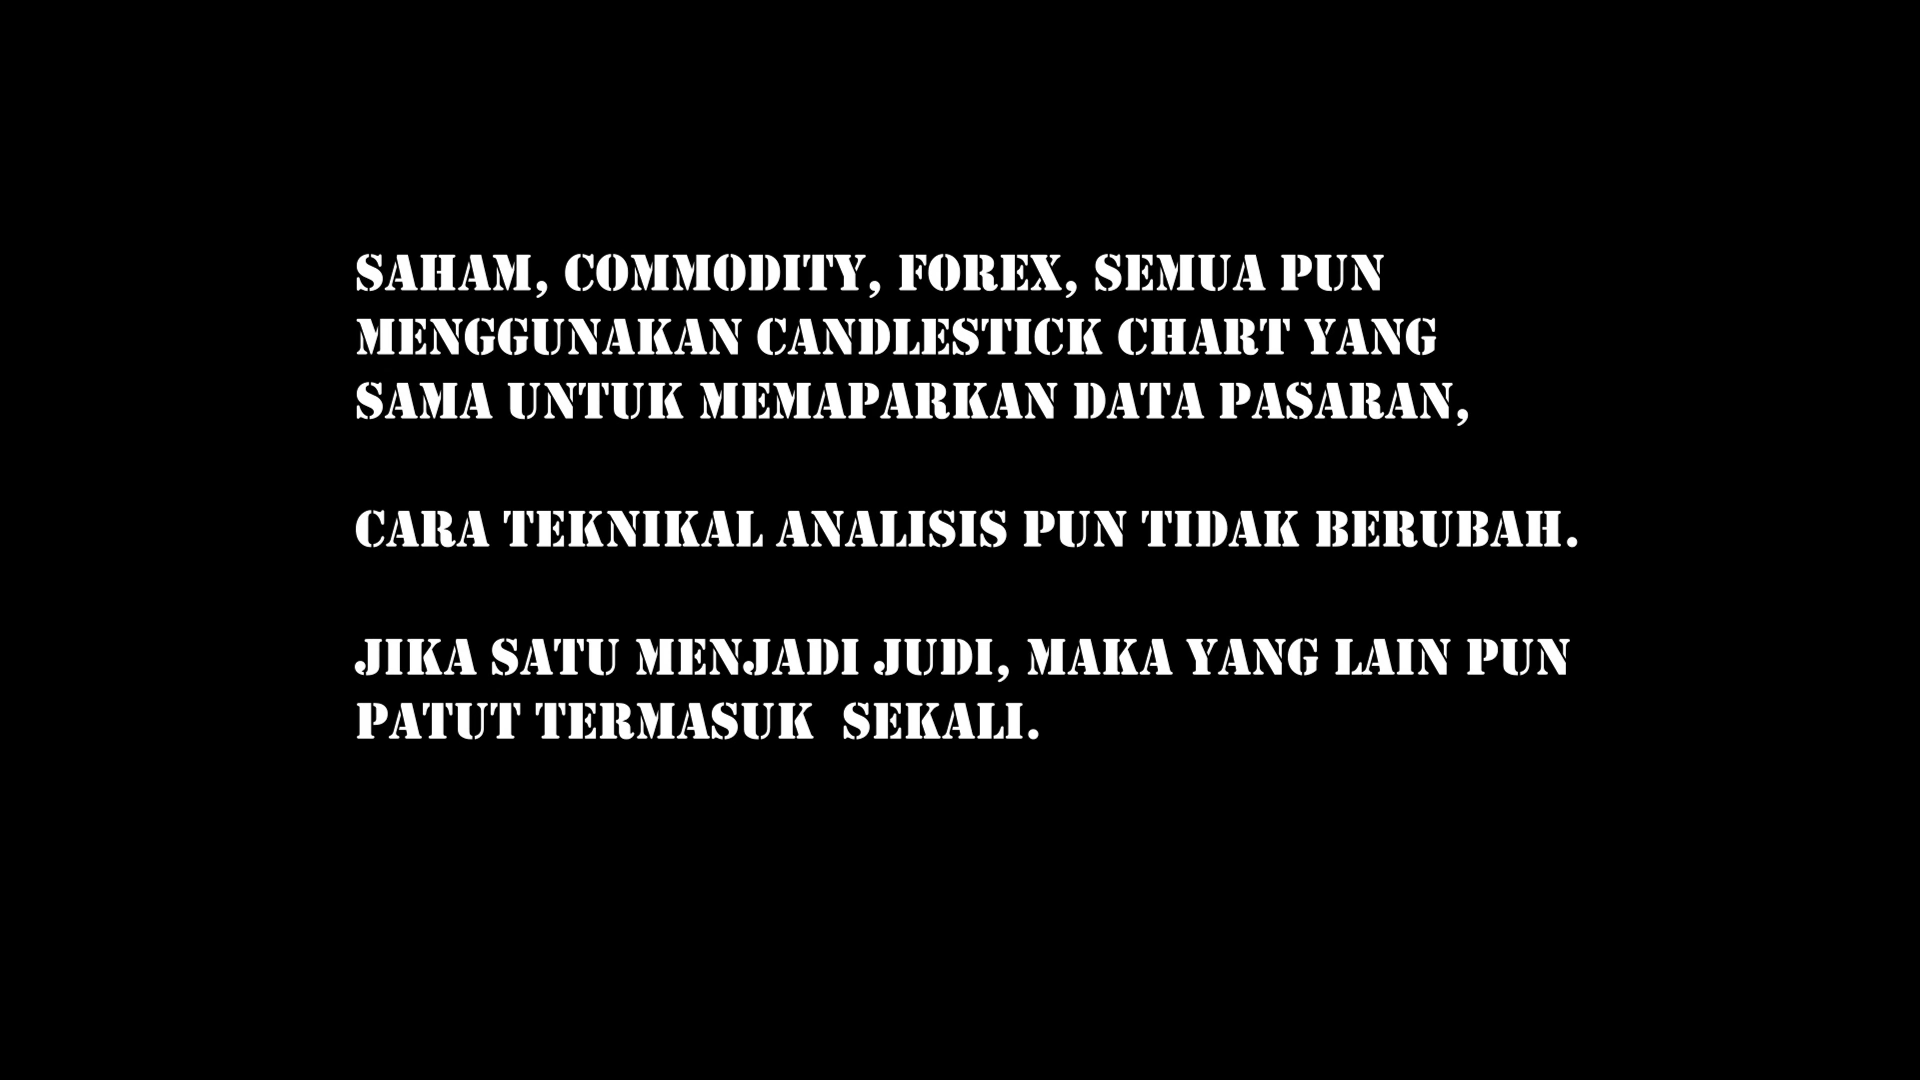 SAHAM, COMMODITY, FOREX, SEMUA PUN
MENGGUNAKAN CANDLESTICK CHART YANG
SAMA UNTUK MEMAPARKAN DATA PASARAN,
CARA TEKNIKAL ANALISIS PUN TIDAK BERUBAH.
JIKA SATU MENJADI JUDI, MAKA YANG LAIN PUN
PATUT TERMASUK SEKALI.